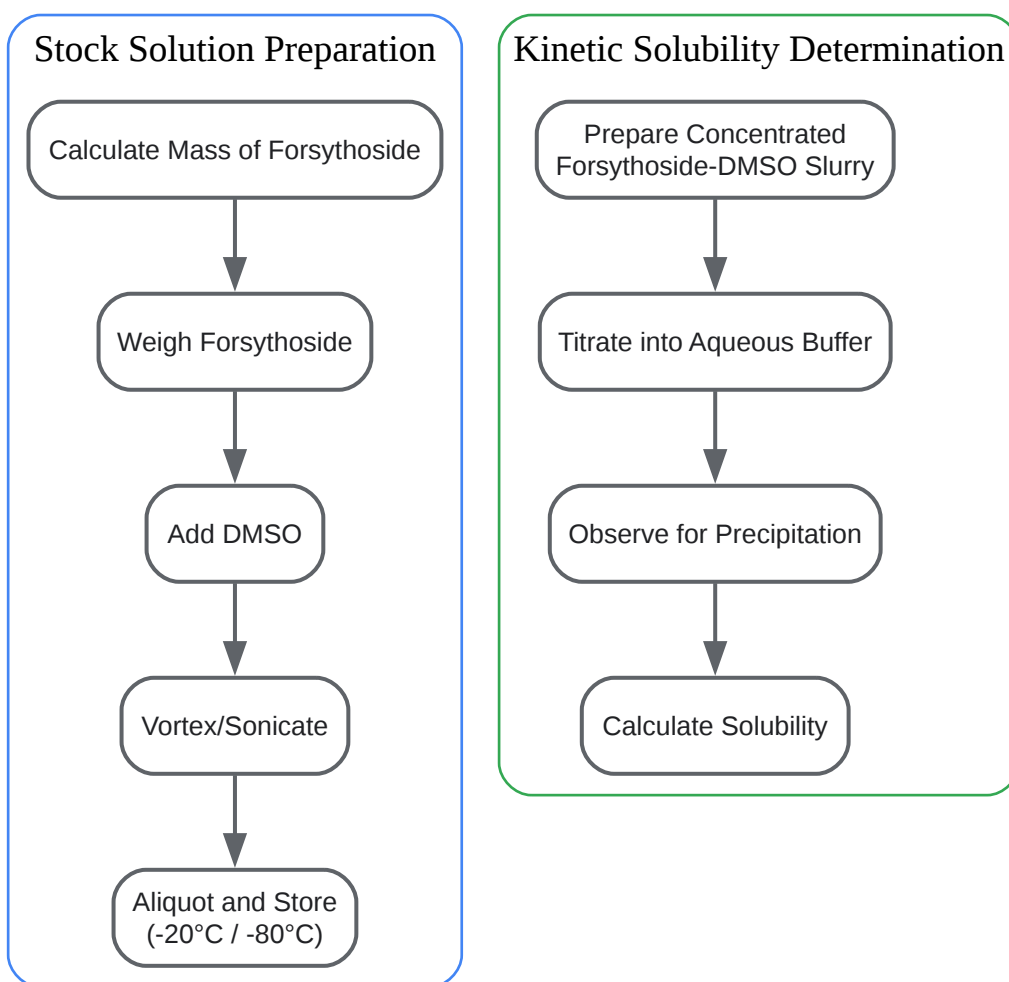 Stock Solution Preparation
Calculate Mass of Forsythoside
Weigh Forsythoside
Add DMSO
Vortex/Sonicate
Aliquot and Store
(-20°C / -80°C)
Kinetic Solubility Determination
Prepare Concentrated
Forsythoside-DMSO Slurry
Titrate into Aqueous Buffer
Observe for Precipitation
Calculate Solubility